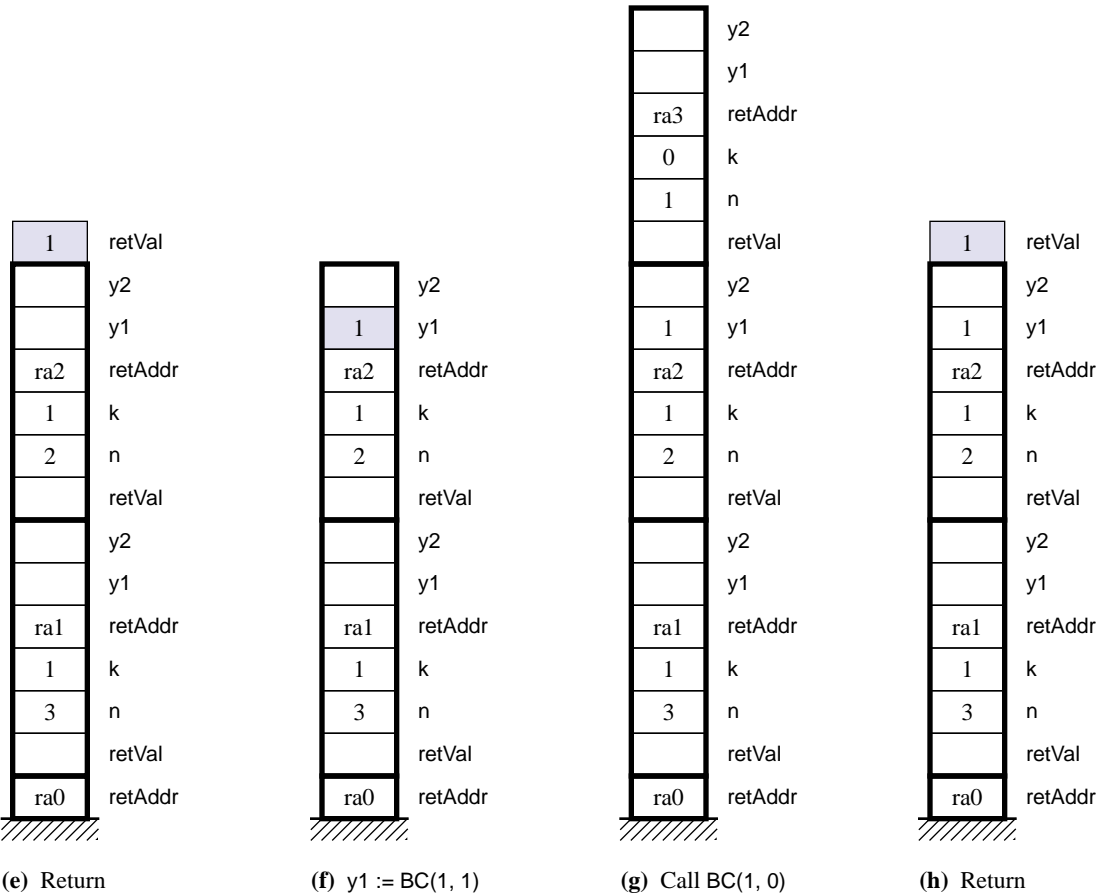 1 retVal
y2
y1
ra2 retAddr
1 k
2 n
retVal
y2
y1
ra1 retAddr
1 k
3 n
retVal
ra0 retAddr
(e) Return
y2
1 y1
ra2 retAddr
1 k
2 n
retVal
y2
y1
ra1 retAddr
1 k
3 n
retVal
ra0 retAddr
(f) y1 := BC(1, 1)
y2
y1
ra3 retAddr
0 k
1 n
retVal
y2
1 y1
ra2 retAddr
1 k
2 n
retVal
y2
y1
ra1 retAddr
1 k
3 n
retVal
ra0 retAddr
(g) Call BC(1, 0)
1 retVal
y2
1 y1
ra2 retAddr
1 k
2 n
retVal
y2
y1
ra1 retAddr
1 k
3 n
retVal
ra0 retAddr
(h) Return